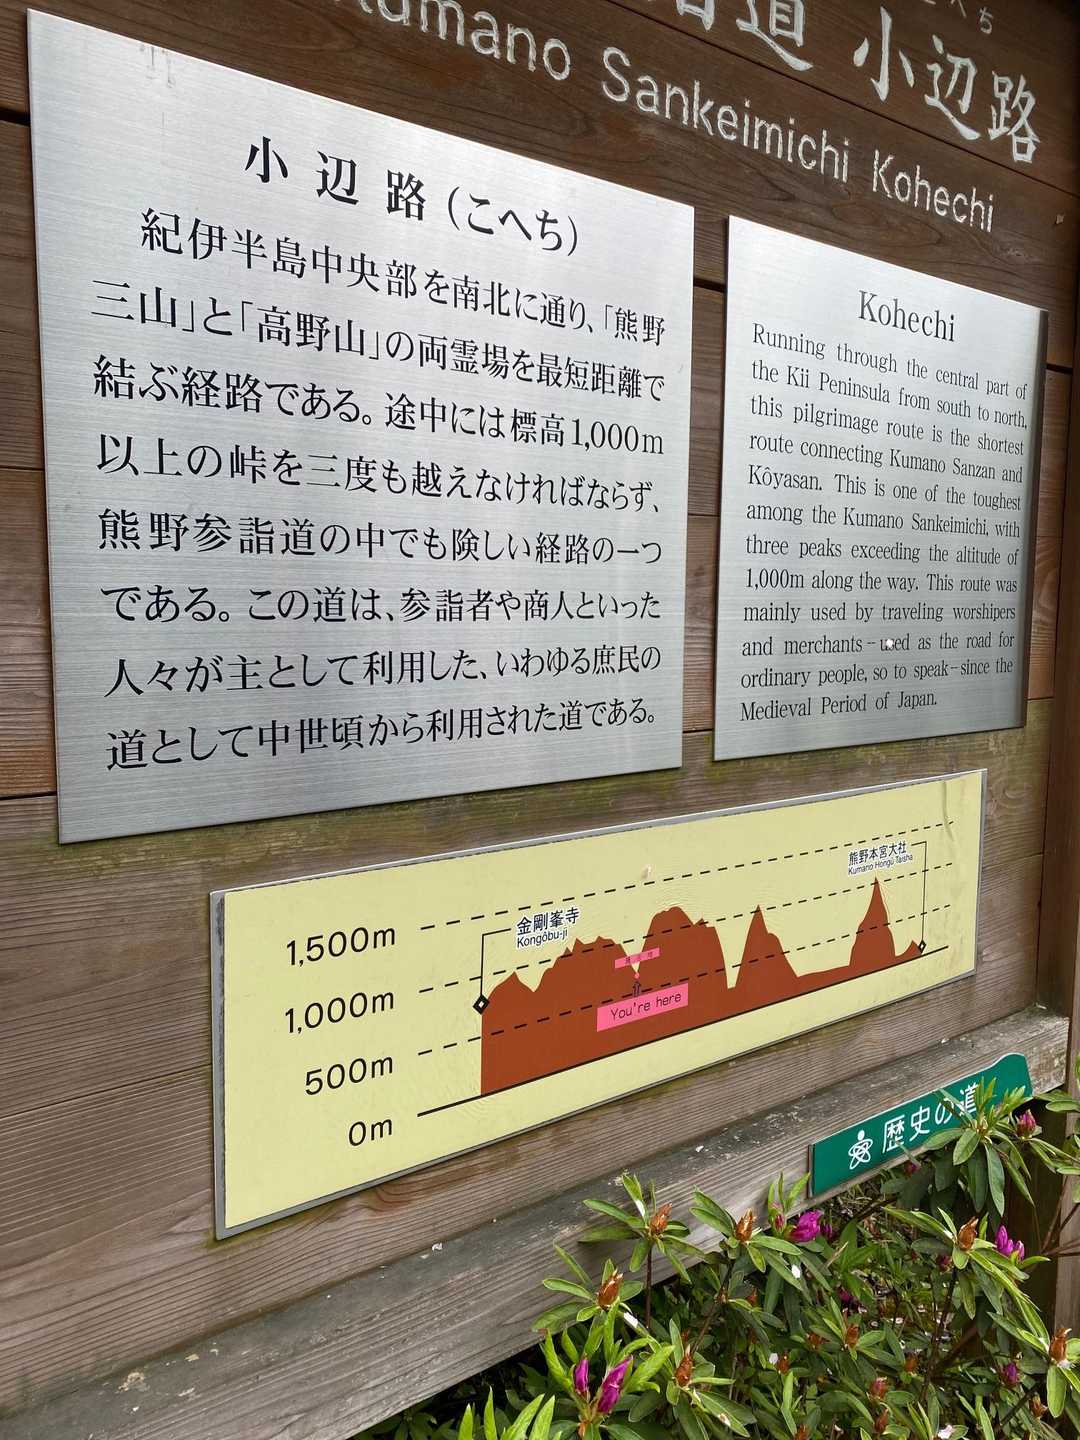 道 小辺路
Kumano Sankeimichi Kohechi
小辺路(こへち)
紀伊半島中央部を南北に通り、「熊野
三山」と「高野山」の両霊場を最短距離で
結ぶ経路である。途中には標高1,000m
以上の峠を三度も越えなければならず、
熊野参詣道の中でも険しい経路の一つ
である。この道は、参詣者や商人といった
人々が主として利用した、いわゆる庶民の
道として中世頃から利用された道である。
Kohechi
Running through the central part of
the Kii Peninsula from south to north,
this pilgrimage route is the shortest
route connecting Kumano Sanzan and
Kôyasan. This is one of the toughest
among the Kumano Sankeimichi, with
three peaks exceeding the altitude of
1,000m along the way. This route was
mainly used by traveling worshipers
and merchants-used as the road for
ordinary people, so to speak-since the
Medieval Period of Japan.
1,500m
1,000m
500m
0m
金剛峯寺
Kongôbu-ji
熊野本宮大社
Kumano Hongû Taisha
You're here
歴史の道